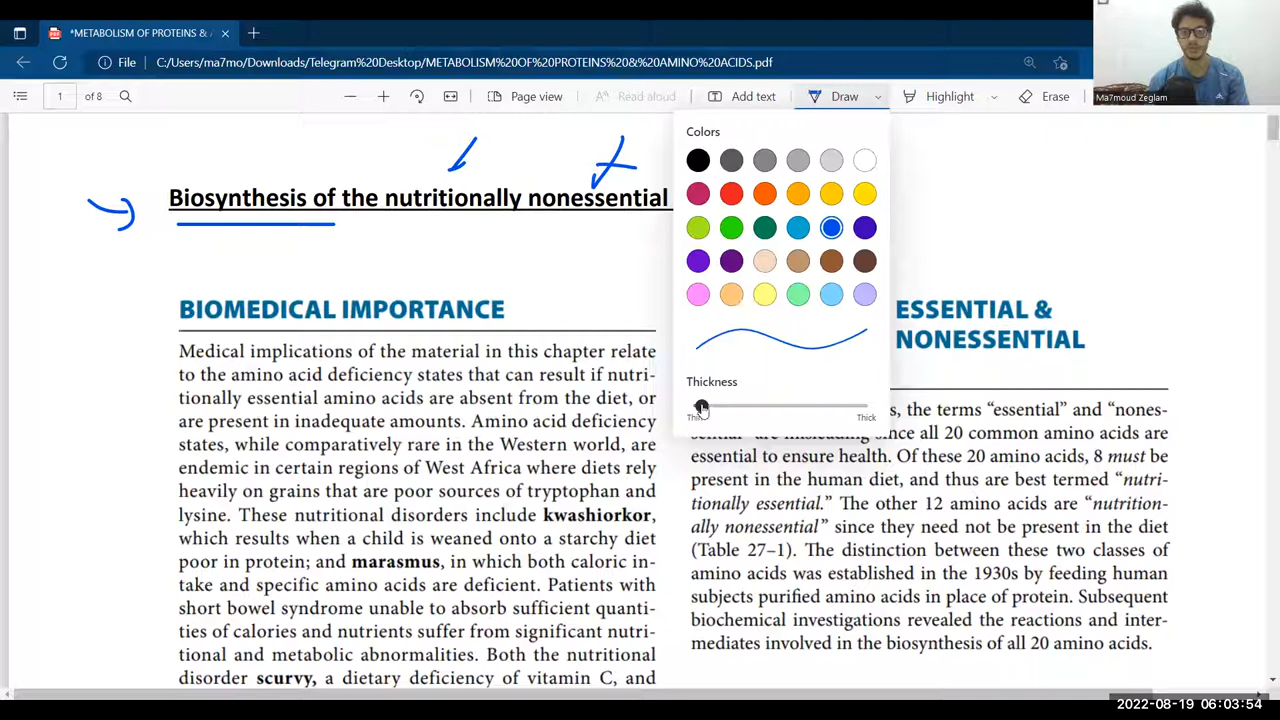 *METABOLISM OF PROTEINS & A
File C:/Users/ma7mo/Downloads/Telegram%20Desktop/METABOLISM%20OF%20PROTEINS%20&%20AMINO%20ACIDS.pdf
1 of 8 Page view Read aloud Add text Draw Highlight Erase
Ma7moud Zeglam
Colors
Thickness
Thin Thick
Biosynthesis of the nutritionally nonessential
BIOMEDICAL IMPORTANCE
Medical implications of the material in this chapter relate
to the amino acid deficiency states that can result if nutri-
tionally essential amino acids are absent from the diet, or
are present in inadequate amounts. Amino acid deficiency
states, while comparatively rare in the Western world, are
endemic in certain regions of West Africa where diets rely
heavily on grains that are poor sources of tryptophan and
lysine. These nutritional disorders include kwashiorkor,
which results when a child is weaned onto a starchy diet
poor in protein; and marasmus, in which both caloric in-
take and specific amino acids are deficient. Patients with
short bowel syndrome unable to absorb sufficient quanti-
ties of calories and nutrients suffer from significant nutri-
tional and metabolic abnormalities. Both the nutritional
disorder scurvy, a dietary deficiency of vitamin C, and
ESSENTIAL &
NONESSENTIAL
s, the terms “essential” and “nones-
sential” are misleading since all 20 common amino acids are
essential to ensure health. Of these 20 amino acids, 8 must be
present in the human diet, and thus are best termed “nutri-
tionally essential.” The other 12 amino acids are “nutrition-
ally nonessential” since they need not be present in the diet
(Table 27–1). The distinction between these two classes of
amino acids was established in the 1930s by feeding human
subjects purified amino acids in place of protein. Subsequent
biochemical investigations revealed the reactions and inter-
mediates involved in the biosynthesis of all 20 amino acids.
2022-08-19 06:03:54